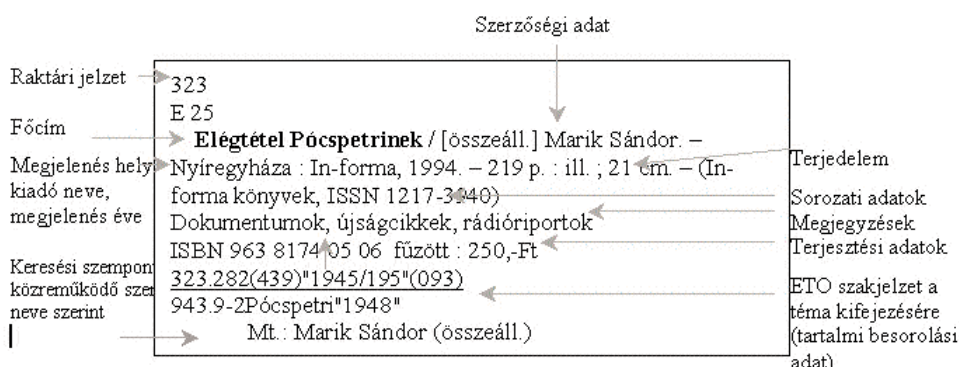 Szerzőségi adat
Raktári jelzet
Főcím
Megjelenés hely
kiadó neve,
megjelenés éve
Keresési szempon
közreműködő szer
neve szerint
323
E 25
Elégtétel Pócspetrinek / [összeáll.] Marik Sándor. –
Nyíregyháza : In-forma, 1994. – 219 p. : ill. ; 21 cm. – (In-
forma könyvek, ISSN 1217-3940)
Dokumentumok, újságcikkek, rádióriportok
ISBN 963 8174 05 06 fűzött : 250,-Ft
323.282(439)"1945/195"(093)
943.9-2Pócspetri"1948"
Mt.: Marik Sándor (összeáll.)
Terjedelem
Sorozati adatok
Megjegyzések
Terjesztési adatok
ETO szakjelzet a
téma kifejezésére
(tartalmi besorolási
adat)